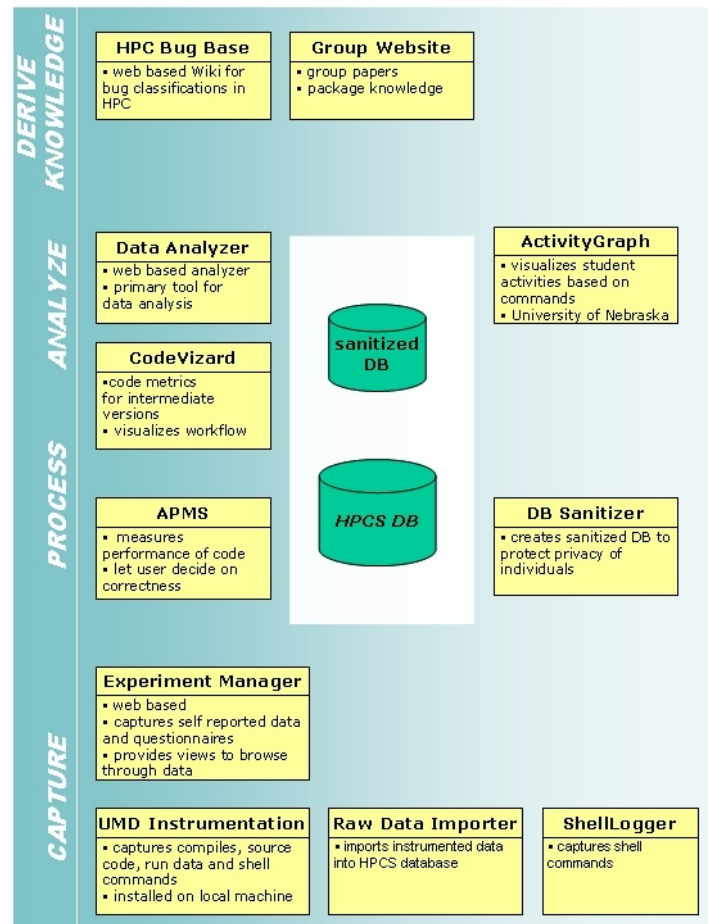 DERIVE
KNOWLEDGE
HPC Bug Base
▪ web based Wiki for
bug classifications in
HPC
Group Website
▪ group papers
▪ package knowledge
ANALYZE
Data Analyzer
▪ web based analyzer
▪ primary tool for
data analysis
ActivityGraph
▪ visualizes student
activities based on
commands
▪ University of Nebraska
sanitized
DB
CodeVizard
▪code metrics
for intermediate
versions
▪ visualizes workflow
PROCESS
APMS
▪ measures
performance of code
▪ let user decide on
correctness
HPCS DB
DB Sanitizer
▪ creates sanitized DB to
protect privacy of
individuals
CAPTURE
Experiment Manager
▪ web based
▪ captures self reported data
and questionnaires
▪ provides views to browse
through data
UMD Instrumentation
▪ captures compiles, source
code, run data and shell
commands
▪ installed on local machine
Raw Data Importer
▪ imports instrumented data
into HPCS database
ShellLogger
▪ captures shell
commands